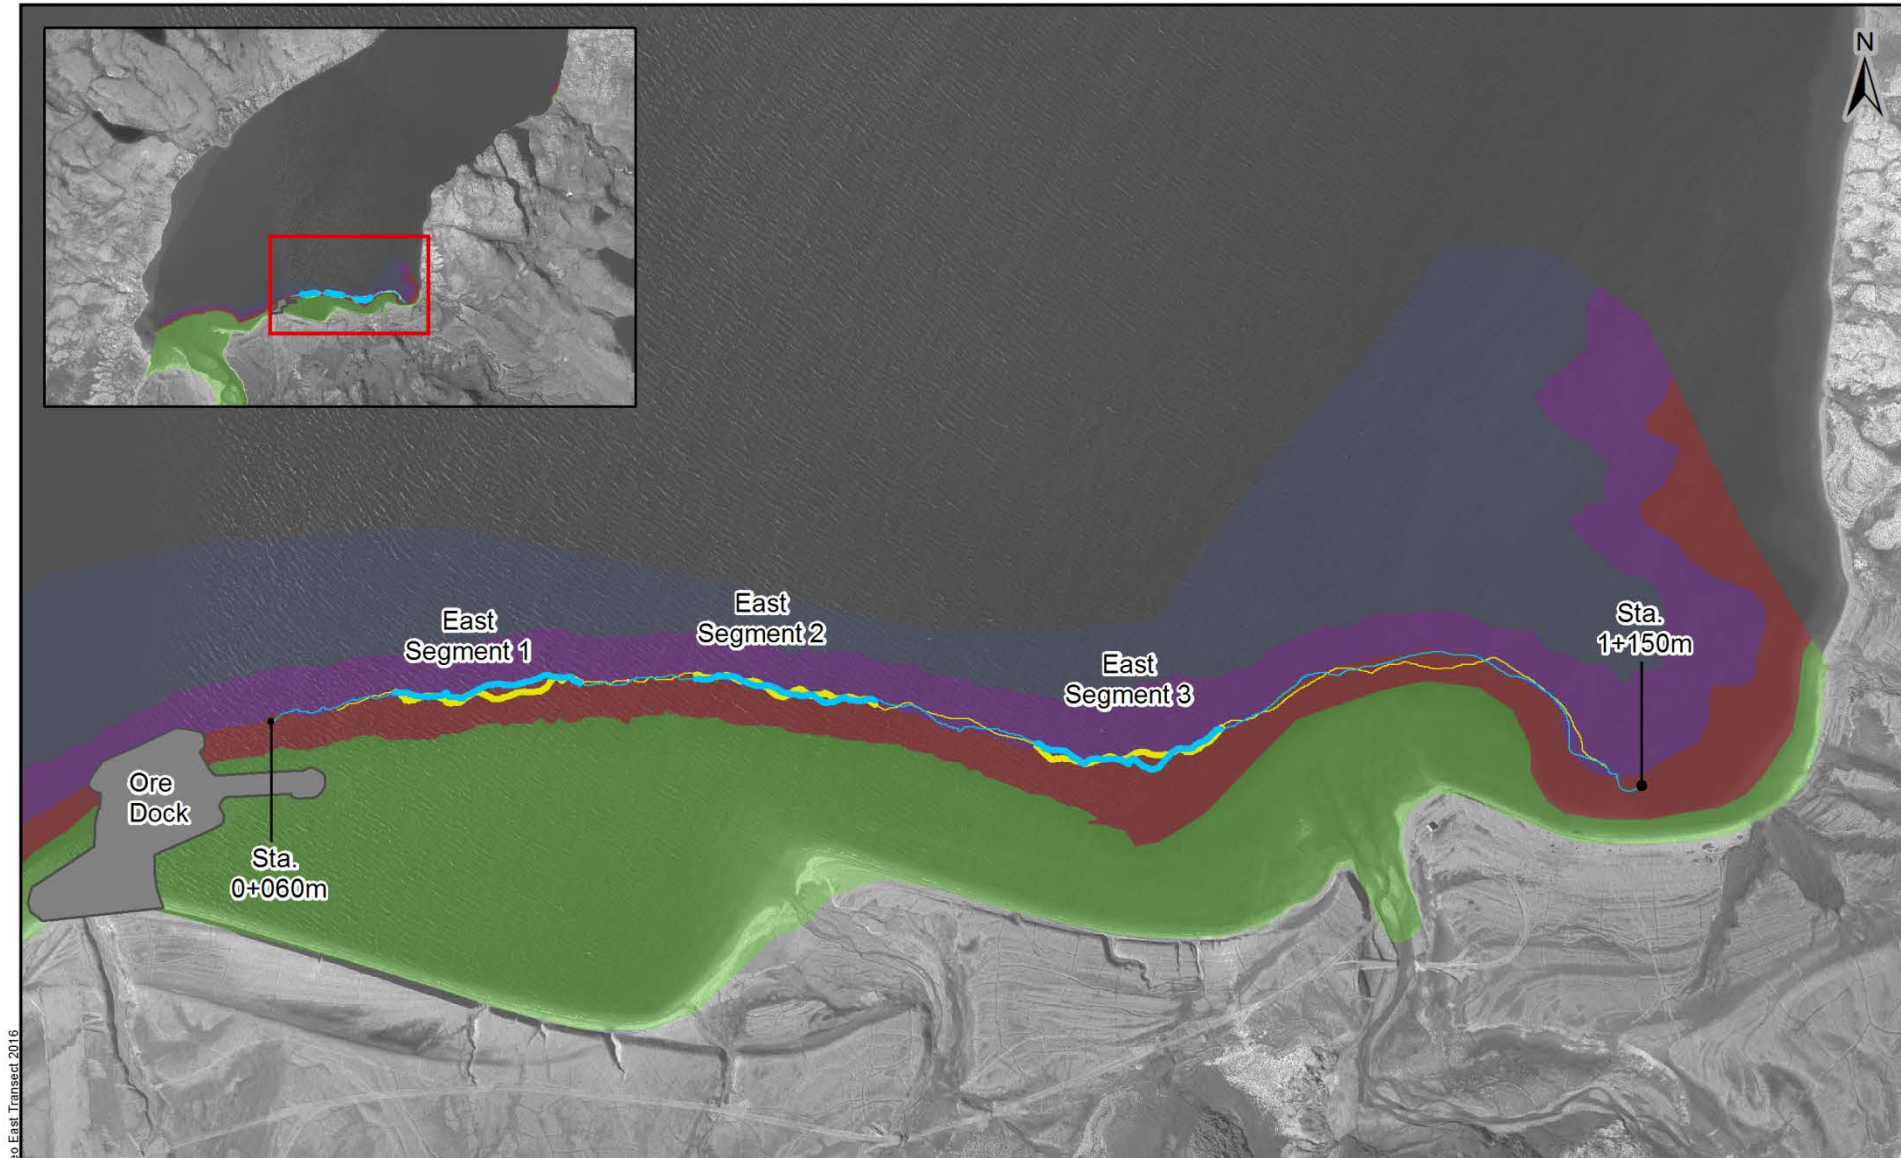 N
East
Segment 1
East
Segment 2
East
Segment 3
Sta.
1+150m
Ore
Dock
Sta.
0+060m
eo East Transect 2016